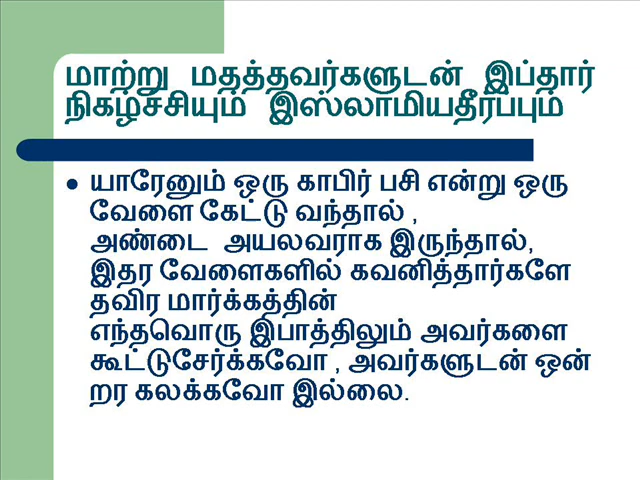 மாற்று மதத்தவர்களுடன் இப்தார்
நிகழ்ச்சியும் இஸ்லாமியதீர்ப்பும்
யாரேனும் ஒரு காபிர் பசி என்று ஒரு
வேளை கேட்டு வந்தால் ,
அண்டை அயலவராக இருந்தால்,
இதர வேளைகளில் கவனித்தார்களே
தவிர மார்க்கத்தின்
எந்தவொரு இபாத்திலும் அவர்களை
கூட்டுசேர்க்கவோ , அவர்களுடன் ஒன்
றர கலக்கவோ இல்லை.